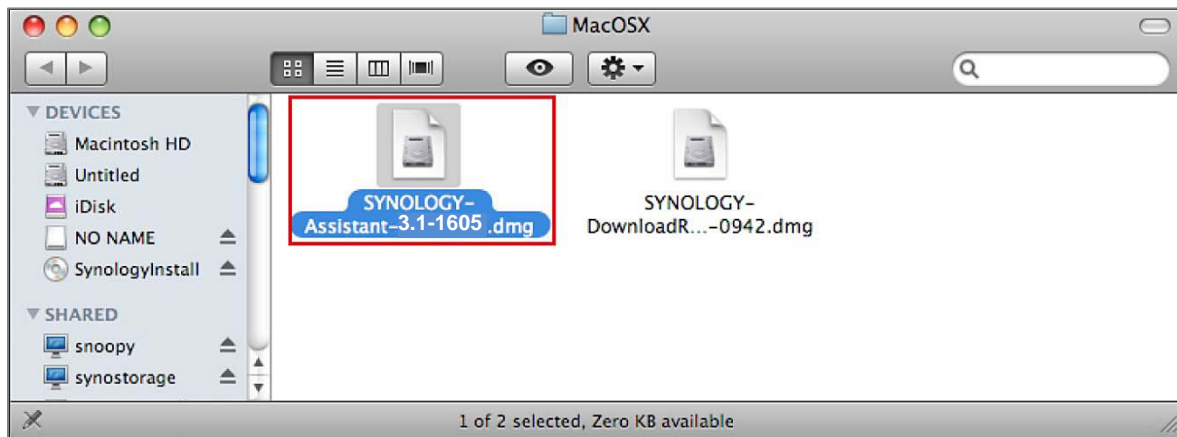 MacOSX
DEVICES
Macintosh HD
Untitled
iDisk
NO NAME
SynologyInstall
SHARED
snoopy
synostorage
SYNOLOGY-
Assistant-3.1-1605 .dmg
SYNOLOGY-
DownloadR...-0942.dmg
1 of 2 selected, Zero KB available